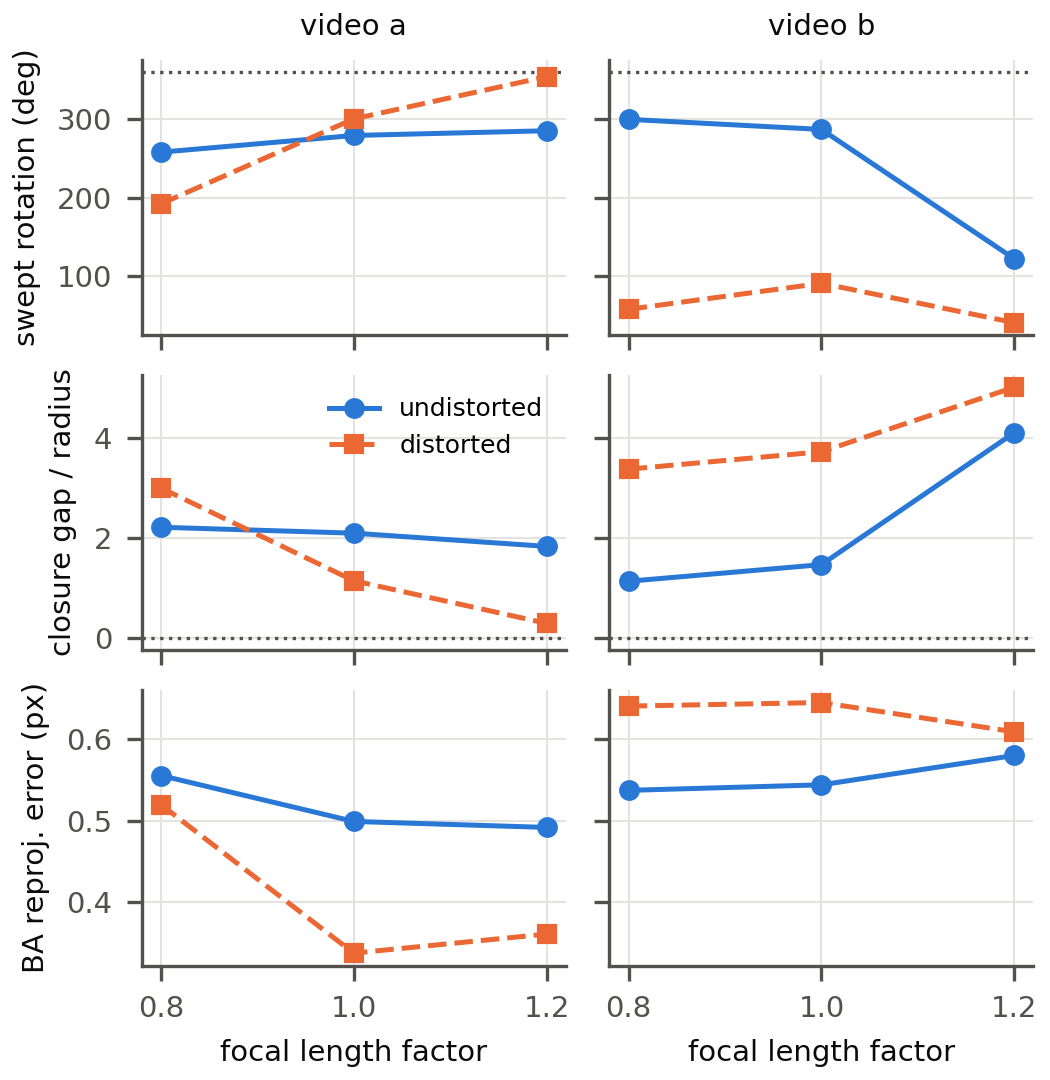 video a
video b
swept rotation (deg)
300
200
100
closure gap / radius
4
2
0
undistorted
distorted
BA reproj. error (px)
0.6
0.5
0.4
0.8
1.0
1.2
0.8
1.0
1.2
focal length factor
focal length factor